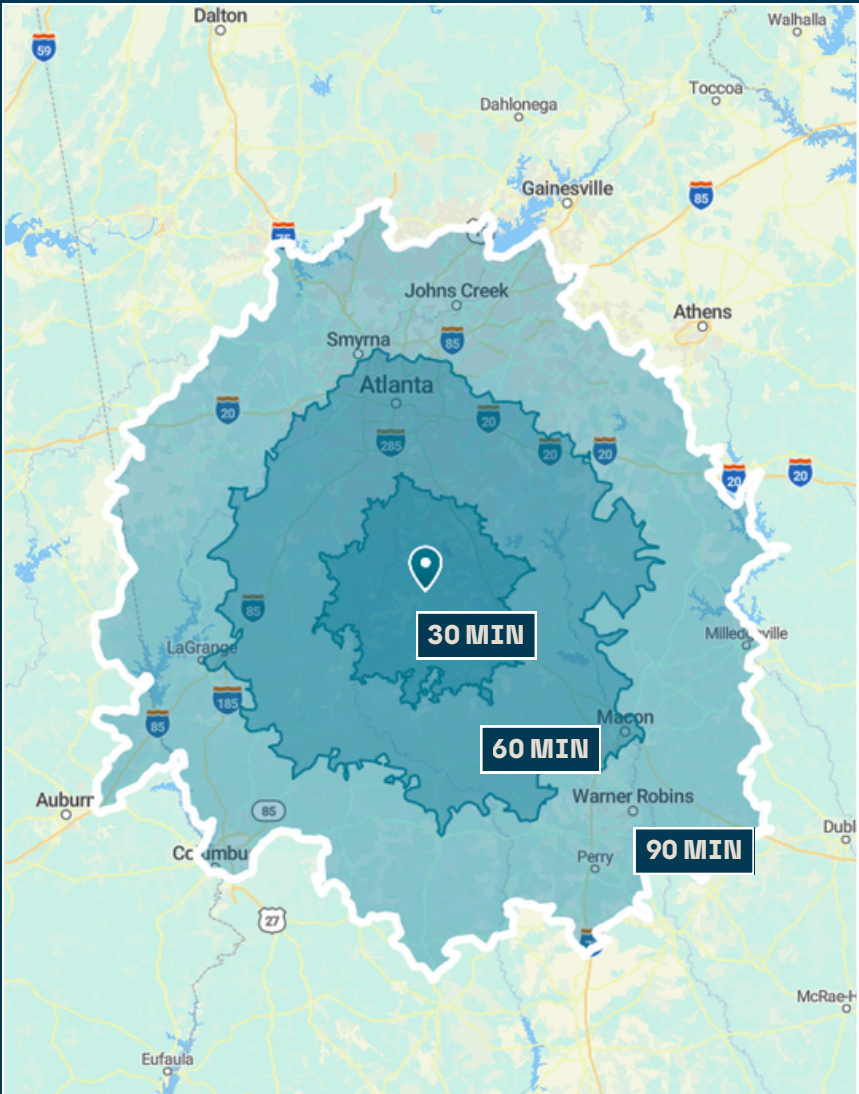 Dalton
Walhalla
59
Toccoa
Dahlonega
Gainesville
85
75
Johns Creek
Athens
Smyrna
85
Atlanta
20
20
285
20
20
20
20
30 MIN
85
LaGrange
185
Macon
85
60 MIN
Warner Robins
Auburn
85
90 MIN
Perry
27
McRae-H
Eufaula